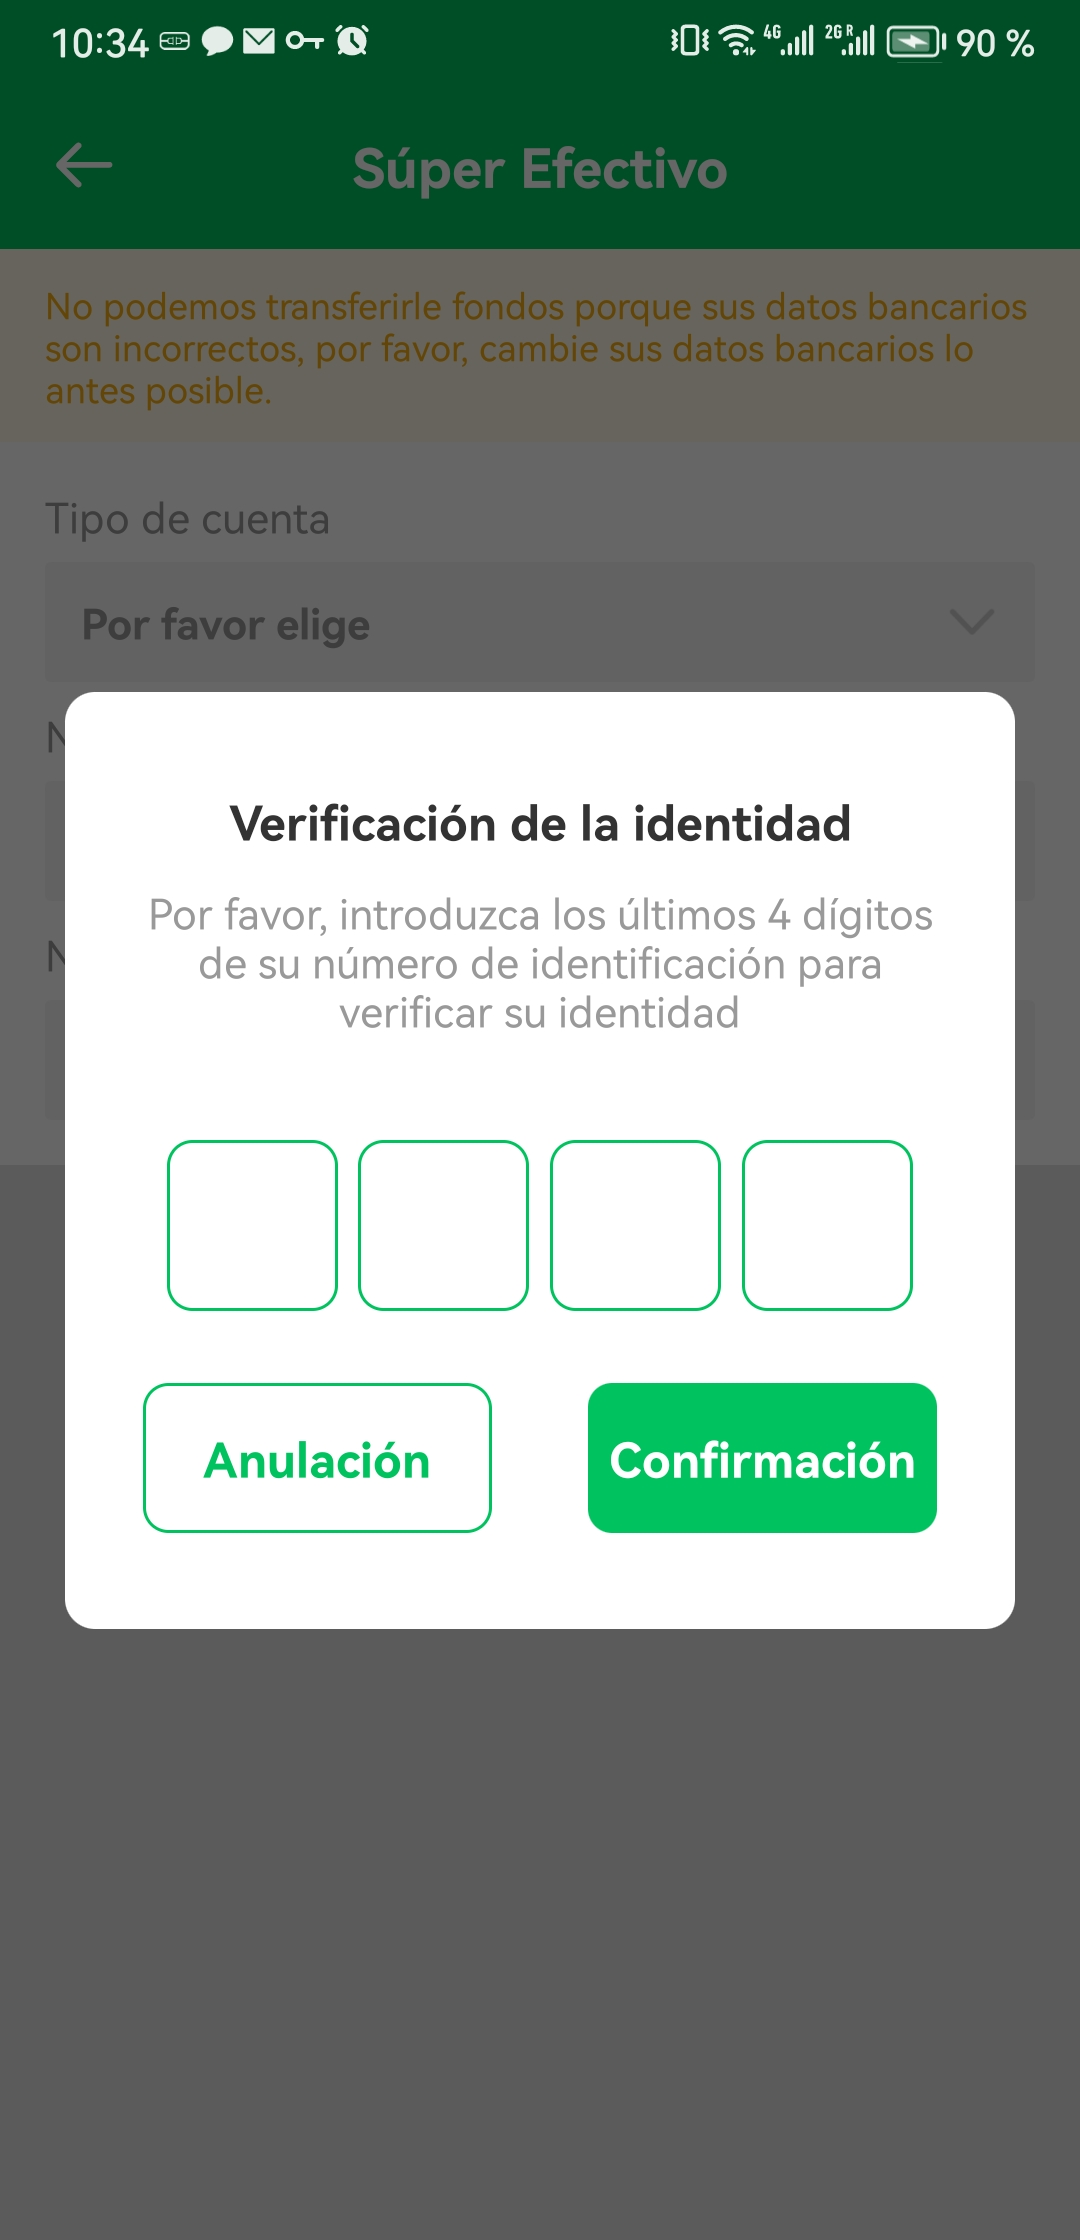 10:34
4G
2G R
90 %
Súper Efectivo
No podemos transferirle fondos porque sus datos bancarios
son incorrectos, por favor, cambie sus datos bancarios lo
antes posible.
Tipo de cuenta
Por favor elige
Verificación de la identidad
Por favor, introduzca los últimos 4 dígitos
de su número de identificación para
verificar su identidad
Anulación
Confirmación